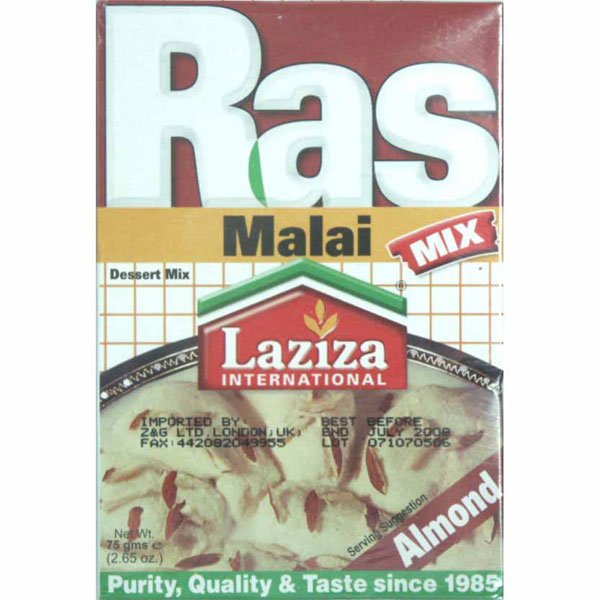 Ras
Malai
MIX
Dessert Mix
®
Laziza
INTERNATIONAL
IMPORTED BY:
Z&G LTD, LONDON, UK,
FAX:442082049955
BEST BEFORE
END JULY 2008
LOT 071070506
Net Wt.
75 gms e
(2.65 oz.)
Serving Suggestion
Almond
Purity, Quality & Taste since 1985